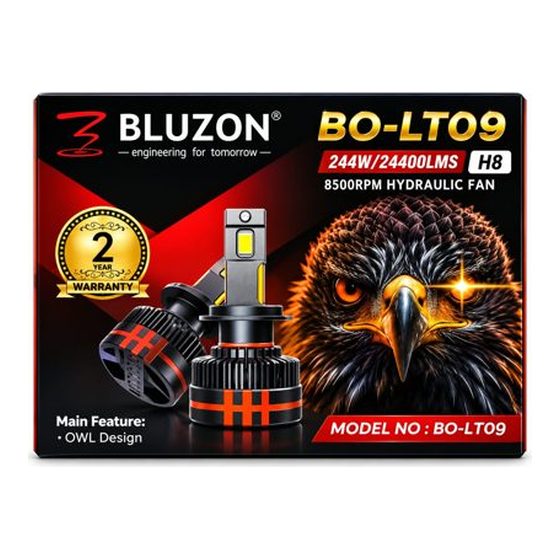 BLUZON®
engineering for tomorrow
BO-LT09
244W/24400LMS H8
8500RPM HYDRAULIC FAN
2
YEAR
WARRANTY
Main Feature:
• OWL Design
MODEL NO : BO-LT09